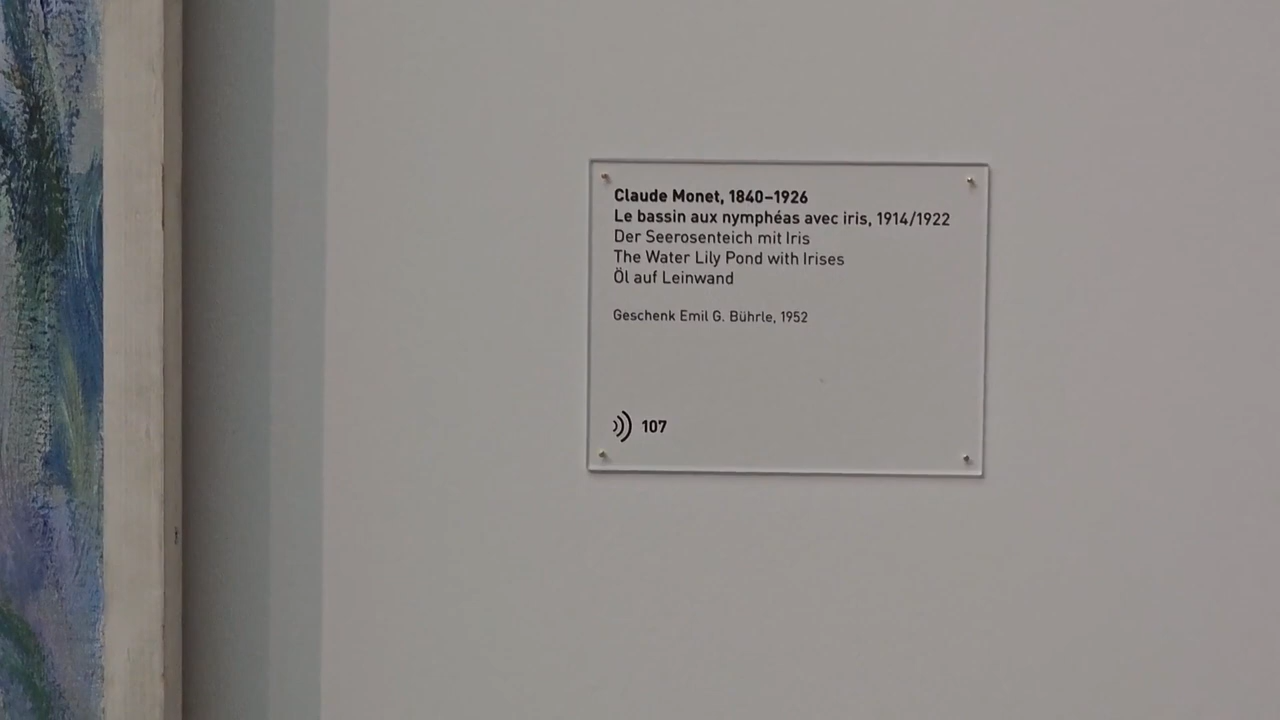 Claude Monet, 1840–1926
Le bassin aux nymphéas avec iris, 1914/1922
Der Seerosenteich mit Iris
The Water Lily Pond with Irises
Öl auf Leinwand
Geschenk Emil G. Bührle, 1952
107